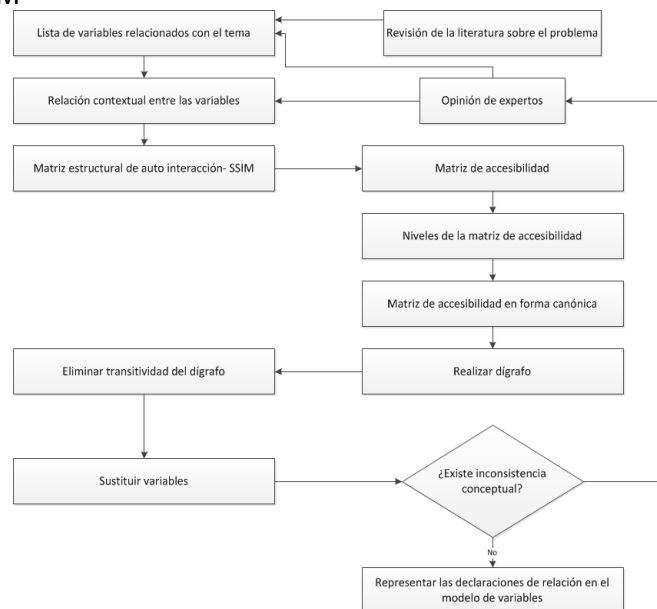 Lista de variables relacionados con el tema
Revisión de la literatura sobre el problema
Relación contextual entre las variables
Opinión de expertos
Matriz estructural de auto interacción- SSIM
Matriz de accesibilidad
Niveles de la matriz de accesibilidad
Matriz de accesibilidad en forma canónica
Eliminar transitividad del dígrafo
Realizar dígrafo
Sustituir variables
¿Existe inconsistencia
conceptual?
No
Representar las declaraciones de relación en el
modelo de variables